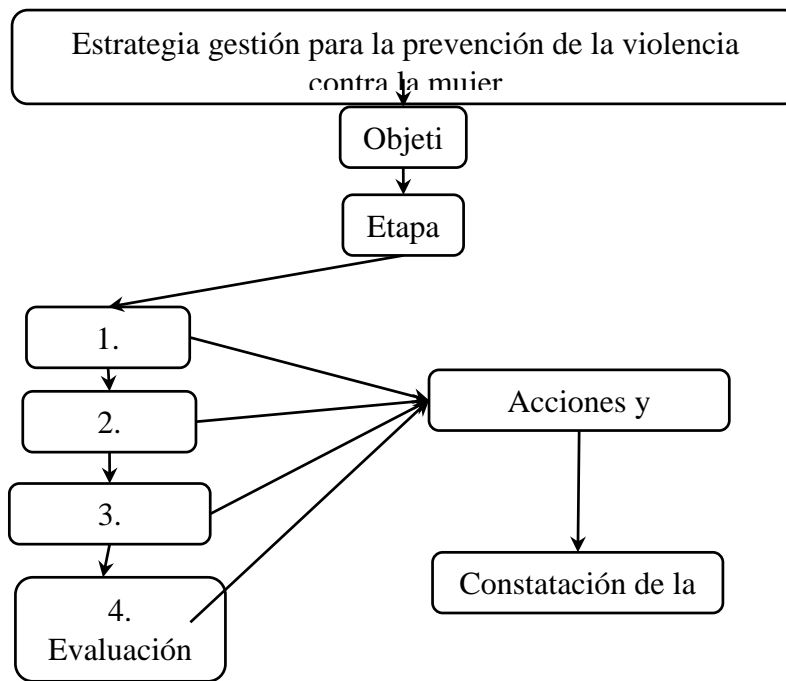 Estrategia gestión para la prevención de la violencia
contra la mujer
Objeti
Etapa
1.
2.
3.
4.
Evaluación
Acciones y
Constatación de la